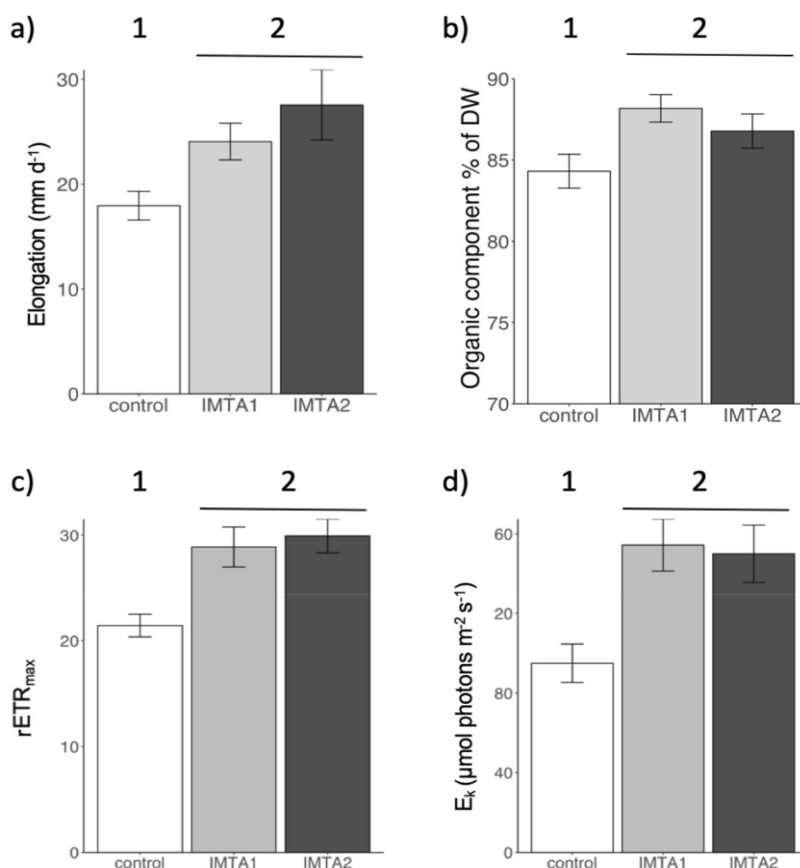 a) 1 2
Elongation (mm d⁻¹)
30
20
10
0
control IMTA1 IMTA2
b) 1 2
Organic component % of DW
90
85
80
75
70
control IMTA1 IMTA2
c) 1 2
rETRmax
30
20
10
0
control IMTA1 IMTA2
d) 1 2
Eₖ (µmol photons m⁻² s⁻¹)
60
20
80
40
0
control IMTA1 IMTA2